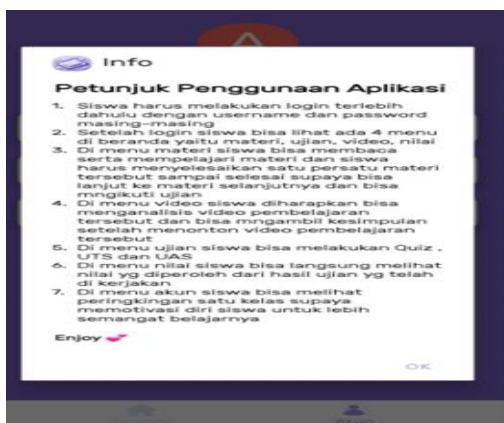 Info
Petunjuk Penggunaan Aplikasi
1. Siswa harus melakukan login terlebih
dahulu dengan username dan password
masing-masing
2. Setelah login siswa bisa lihat ada 4 menu
di beranda yaitu materi, ujian, video, nilai
3. Di menu materi siswa bisa membaca
serta mempelajari materi dan siswa
harus menyelesaikan satu persatu materi
tersebut sampai selesai supaya bisa
lanjut ke materi selanjutnya dan bisa
mngikuti ujian
4. Di menu video siswa diharapkan bisa
menganalisis video pembelajaran
tersebut dan bisa mngambil kesimpulan
setelah menonton video pembelajaran
tersebut
5. Di menu ujian siswa bisa melakukan Quiz ,
UTS dan UAS
6. Di menu nilai siswa bisa langsung melihat
nilai yg diperoleh dari hasil ujian yg telah
di kerjakan
7. Di menu akun siswa bisa melihat
peringkingan satu kelas supaya
memotivasi diri siswa untuk lebih
semangat belajarnya
Enjoy 💕
OK